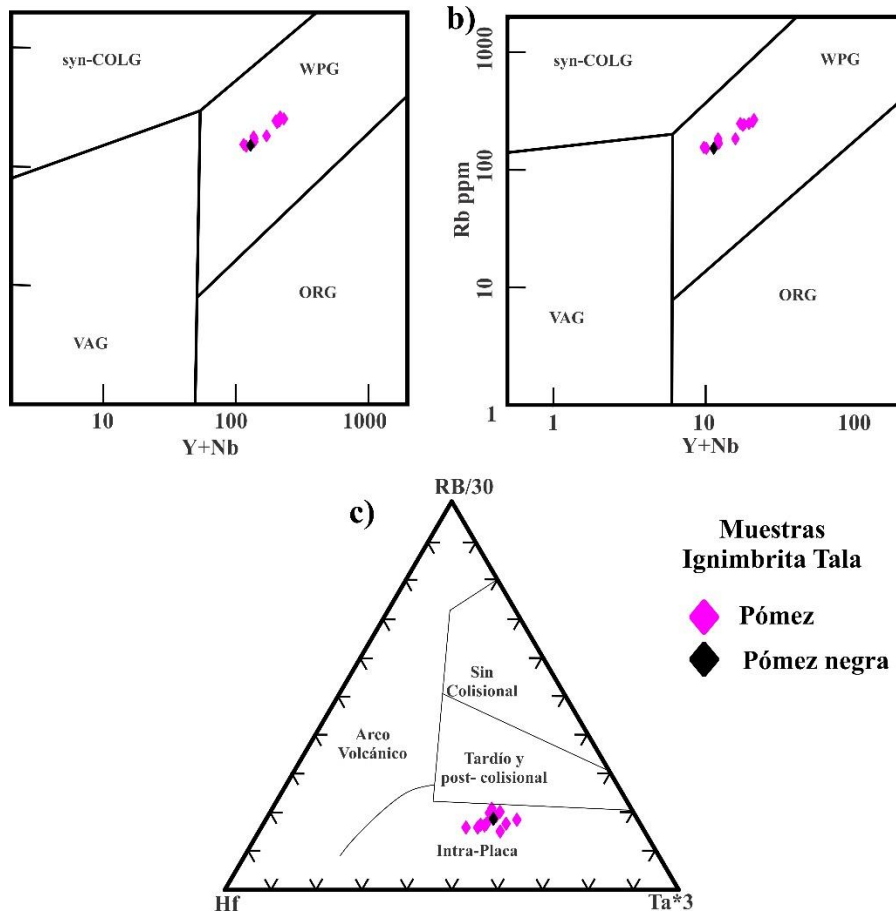 syn-COLG
WPG
ORG
VAG
10
100
1000
Y+Nb
b)
1000
100
10
1
Rb ppm
syn-COLG
WPG
ORG
VAG
1
10
100
Y+Nb
c)
RB/30
Sin
Colisional
Arco
Volcánico
Tardío y
post- colisional
Intra-Placa
Hf
Ta*3
Muestras
Ignimbrita Tala
Pómez
Pómez negra